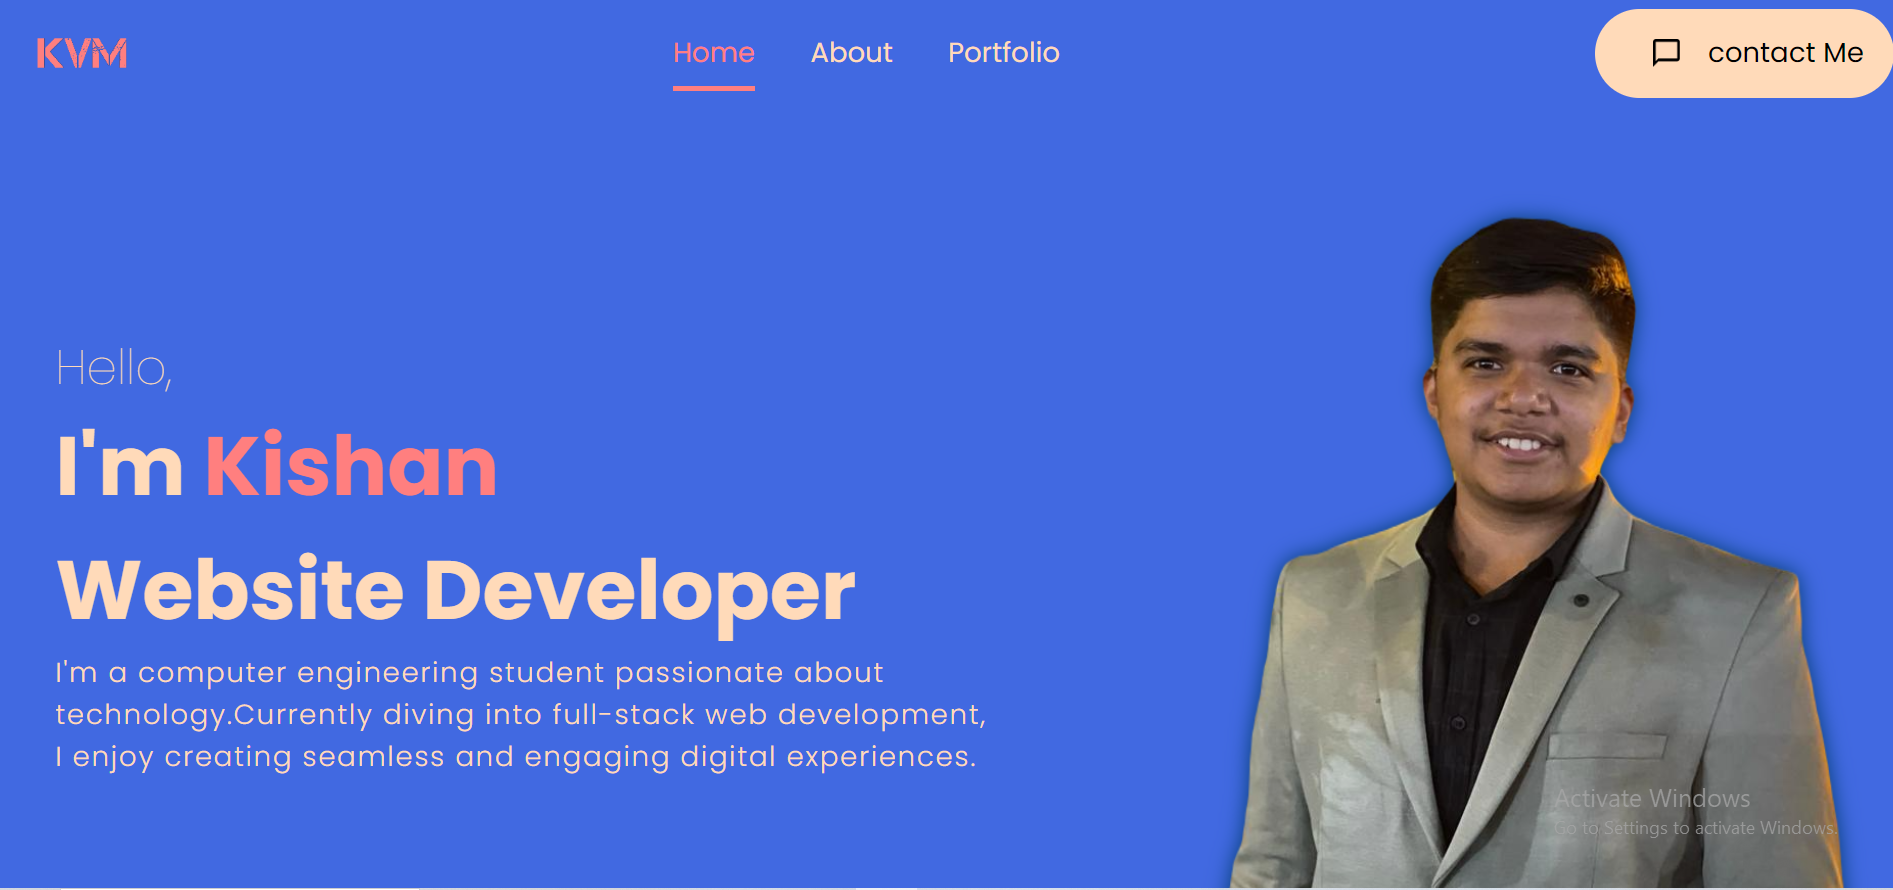 KVM
Home About Portfolio
contact Me
Hello,
I'm Kishan
Website Developer
I'm a computer engineering student passionate about
technology.Currently diving into full-stack web development,
I enjoy creating seamless and engaging digital experiences.
Activate Windows
Go to Settings to activate Windows.